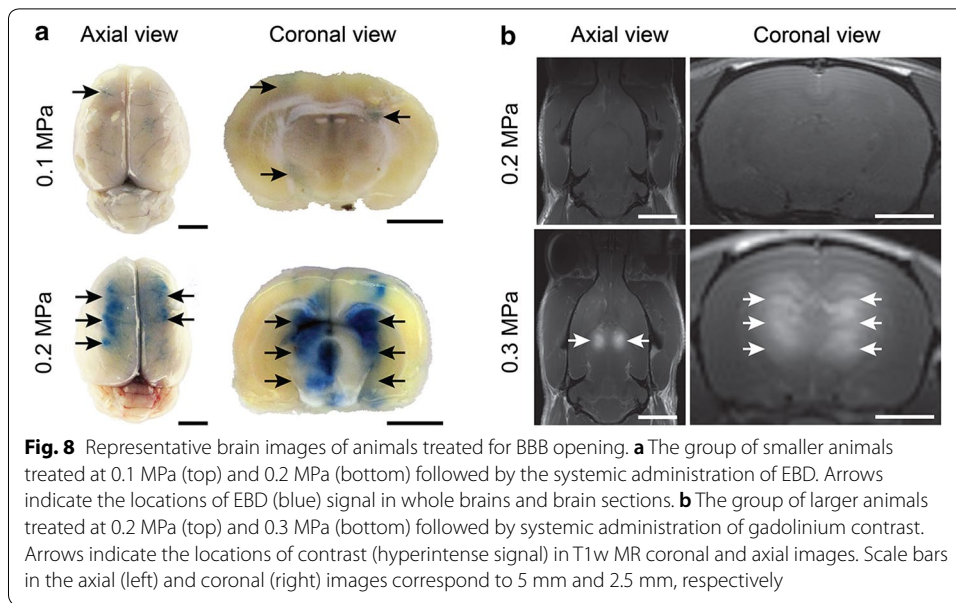 a
Axial view
Coronal view
0.1 MPa
0.2 MPa
b
Axial view
Coronal view
0.2 MPa
0.3 MPa
Fig. 8 Representative brain images of animals treated for BBB opening. a The group of smaller animals
treated at 0.1 MPa (top) and 0.2 MPa (bottom) followed by the systemic administration of EBD. Arrows
indicate the locations of EBD (blue) signal in whole brains and brain sections. b The group of larger animals
treated at 0.2 MPa (top) and 0.3 MPa (bottom) followed by systemic administration of gadolinium contrast.
Arrows indicate the locations of contrast (hyperintense signal) in T1w MR coronal and axial images. Scale bars
in the axial (left) and coronal (right) images correspond to 5 mm and 2.5 mm, respectively